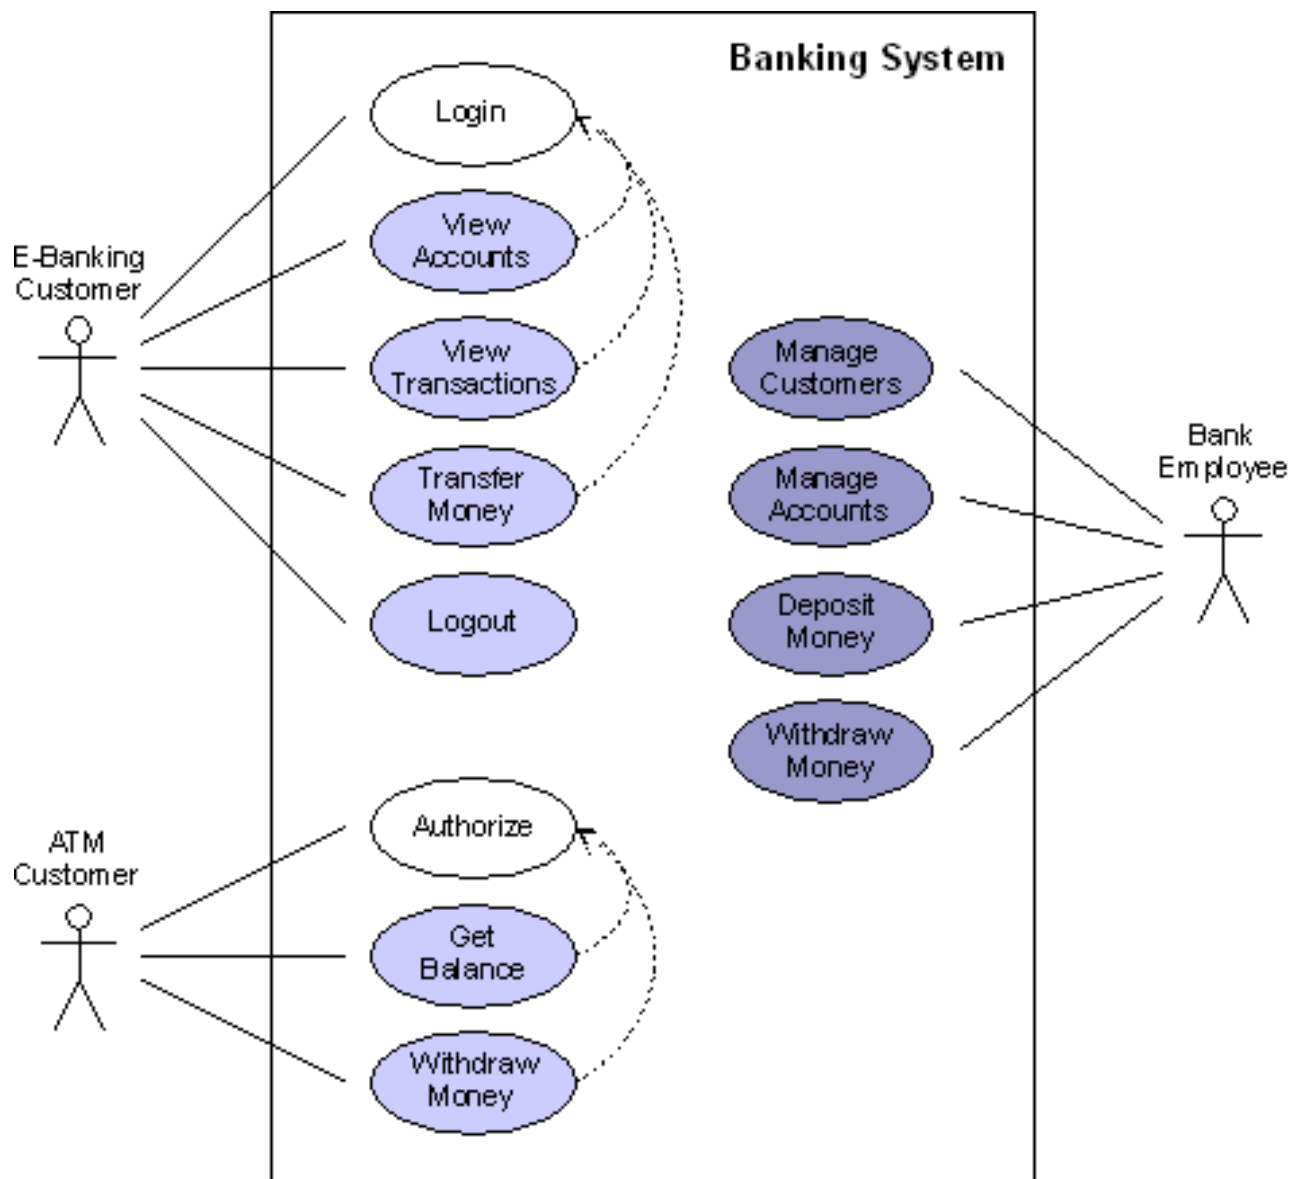 Banking System
Login
View
Accounts
E-Banking
Customer
View
Transactions
Manage
Customers
Transfer
Money
Manage
Accounts
Bank
Employee
Logout
Deposit
Money
Withdraw
Money
Authorize
ATM
Customer
Get
Balance
Withdraw
Money